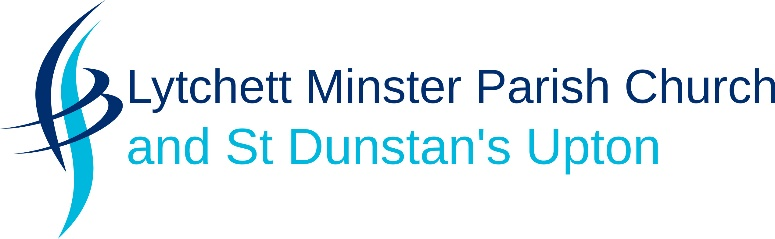 Lytchett Minster Parish Church
and St Dunstan's Upton